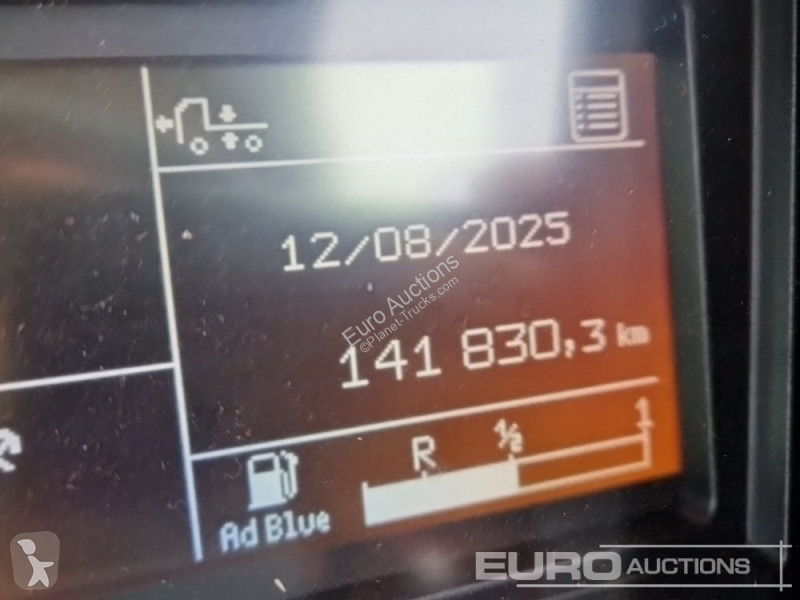 12/08/2025
Euro Auctions
©Planet-Trucks.com
141 830,3 km
R ½ 1
Ad Blue
EURO AUCTIONS